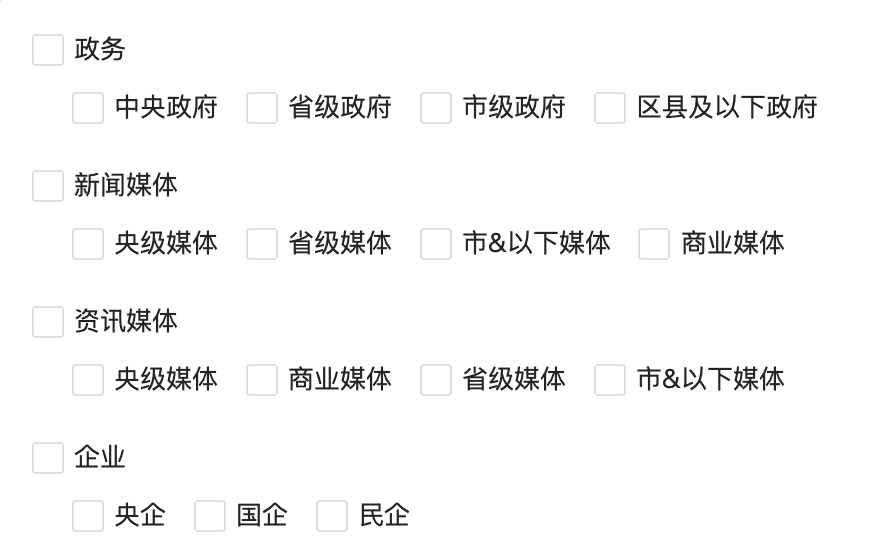 政务
中央政府 省级政府 市级政府 区县及以下政府
新闻媒体
央级媒体 省级媒体 市&以下媒体 商业媒体
资讯媒体
央级媒体 商业媒体 省级媒体 市&以下媒体
企业
央企 国企 民企